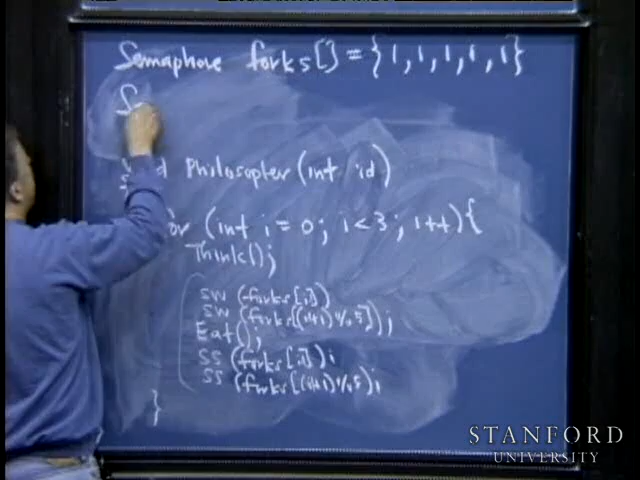 Semaphore forks[] = {1, 1, 1, 1, 1}
S
Philosopher (int id)
for (int i = 0; i < 3; i++) {
Think();
SW (forks[id])
SW (forks[(id+1)%5]);
Eat();
SS (forks[id]);
SS (forks[(id+1)%5);
}
STANFORD
UNIVERSITY